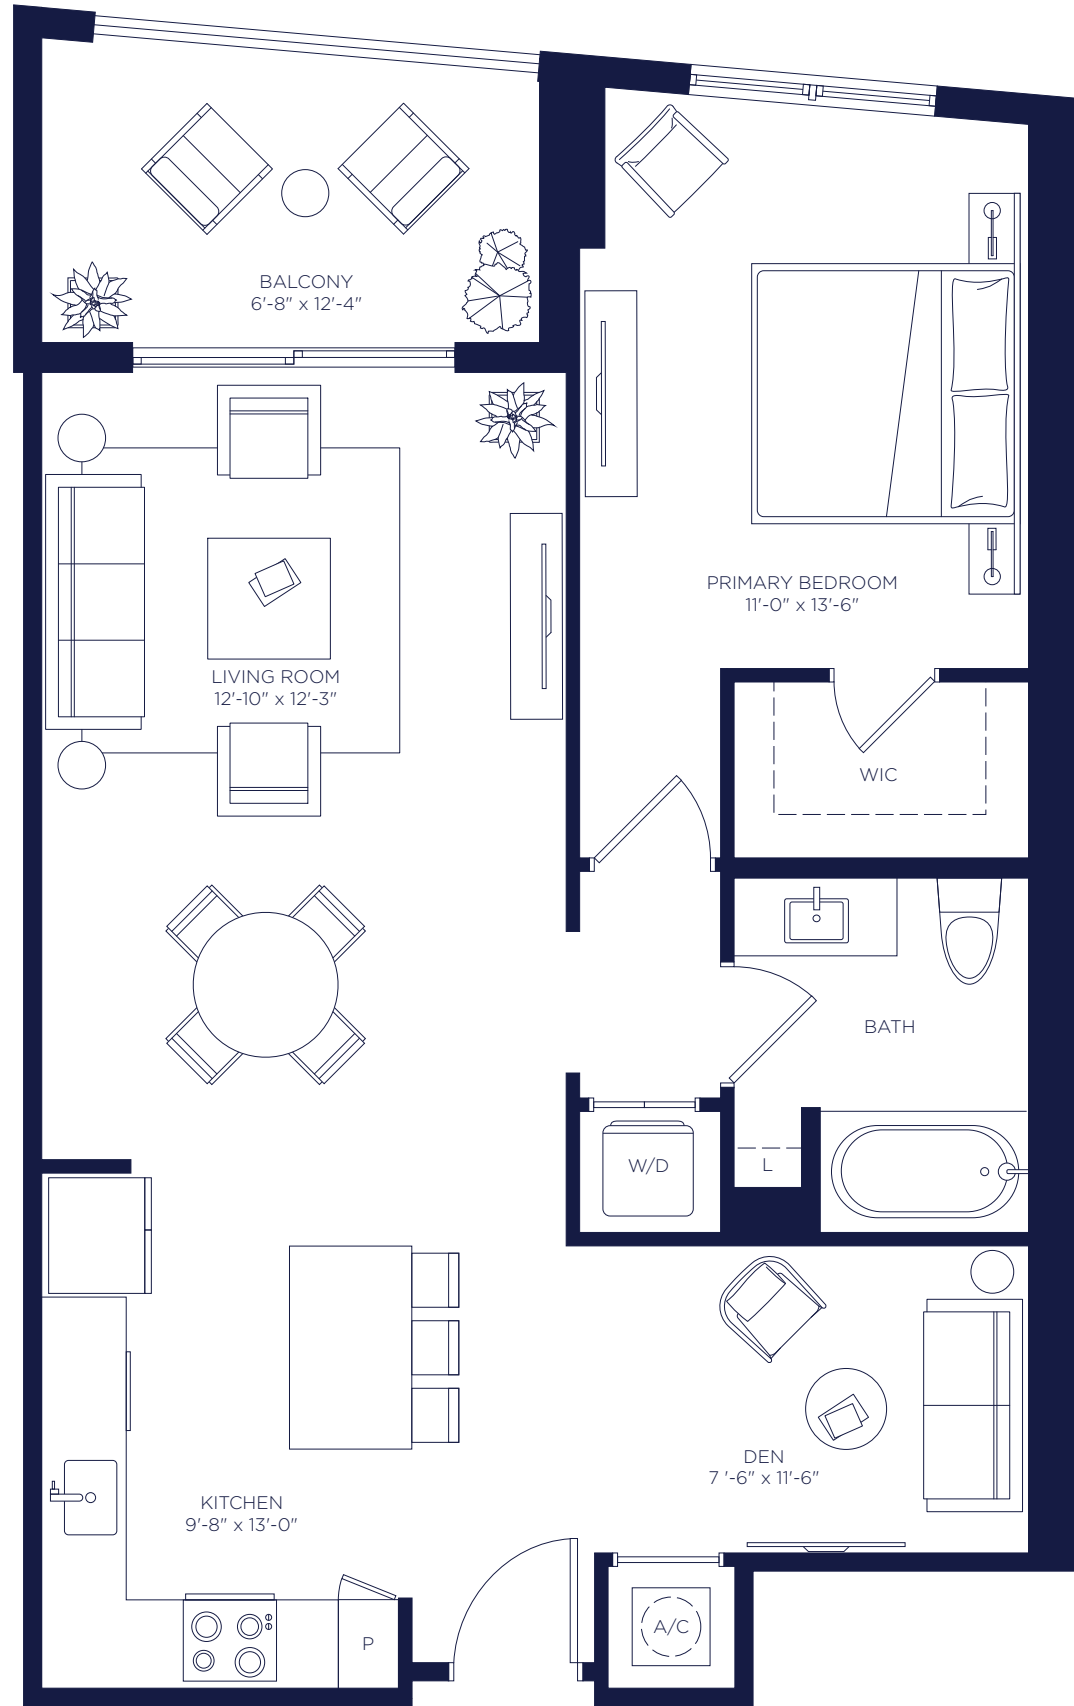 BALCONY
6'-8" x 12'-4"
PRIMARY BEDROOM
11'-0" x 13'-6"
LIVING ROOM
12'-10" x 12'-3"
WIC
BATH
W/D
L
DEN
7 '-6" x 11'-6"
KITCHEN
9'-8" x 13'-0"
A/C
P